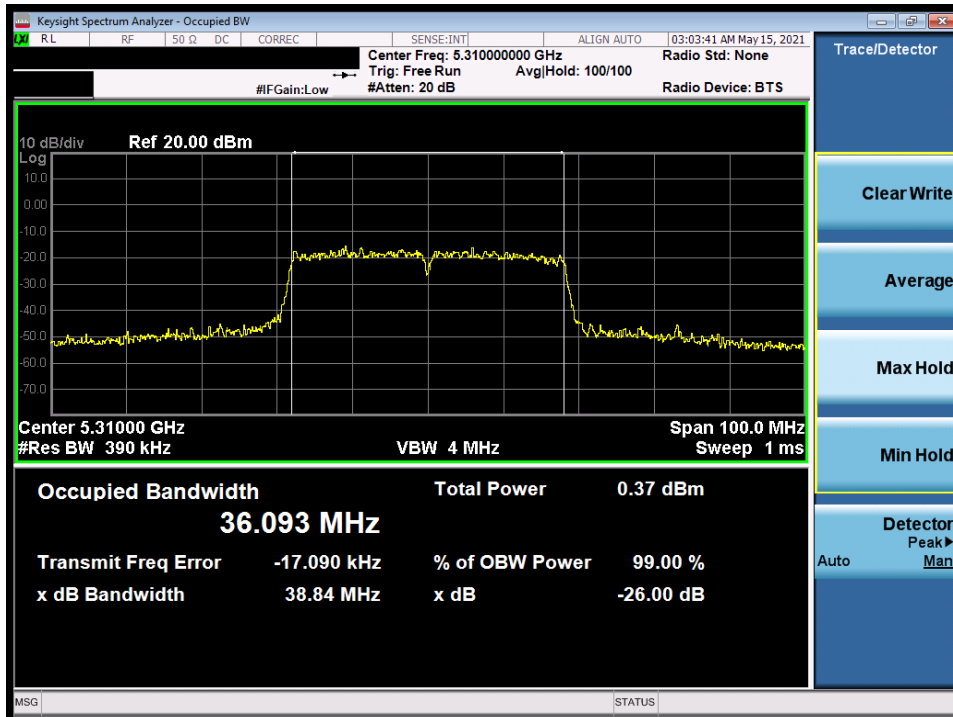 Keysight Spectrum Analyzer - Occupied BW
LXI RL RF 50 Ω DC CORREC SENSE:INT ALIGN AUTO 03:03:41 AM May 15, 2021
Center Freq: 5.310000000 GHz Radio Std: None
Trig: Free Run Avg|Hold: 100/100
#IFGain:Low #Atten: 20 dB Radio Device: BTS
Trace/Detector
10 dB/div Ref 20.00 dBm
Log
10.0
0.00
-10.0
-20.0
-30.0
-40.0
-50.0
-60.0
-70.0
Center 5.31000 GHz Span 100.0 MHz
#Res BW 390 kHz VBW 4 MHz Sweep 1 ms
Clear Write
Average
Max Hold
Min Hold
Detector
Peak▶
Auto Man
Occupied Bandwidth Total Power 0.37 dBm
36.093 MHz
Transmit Freq Error -17.090 kHz % of OBW Power 99.00 %
x dB Bandwidth 38.84 MHz x dB -26.00 dB
MSG STATUS